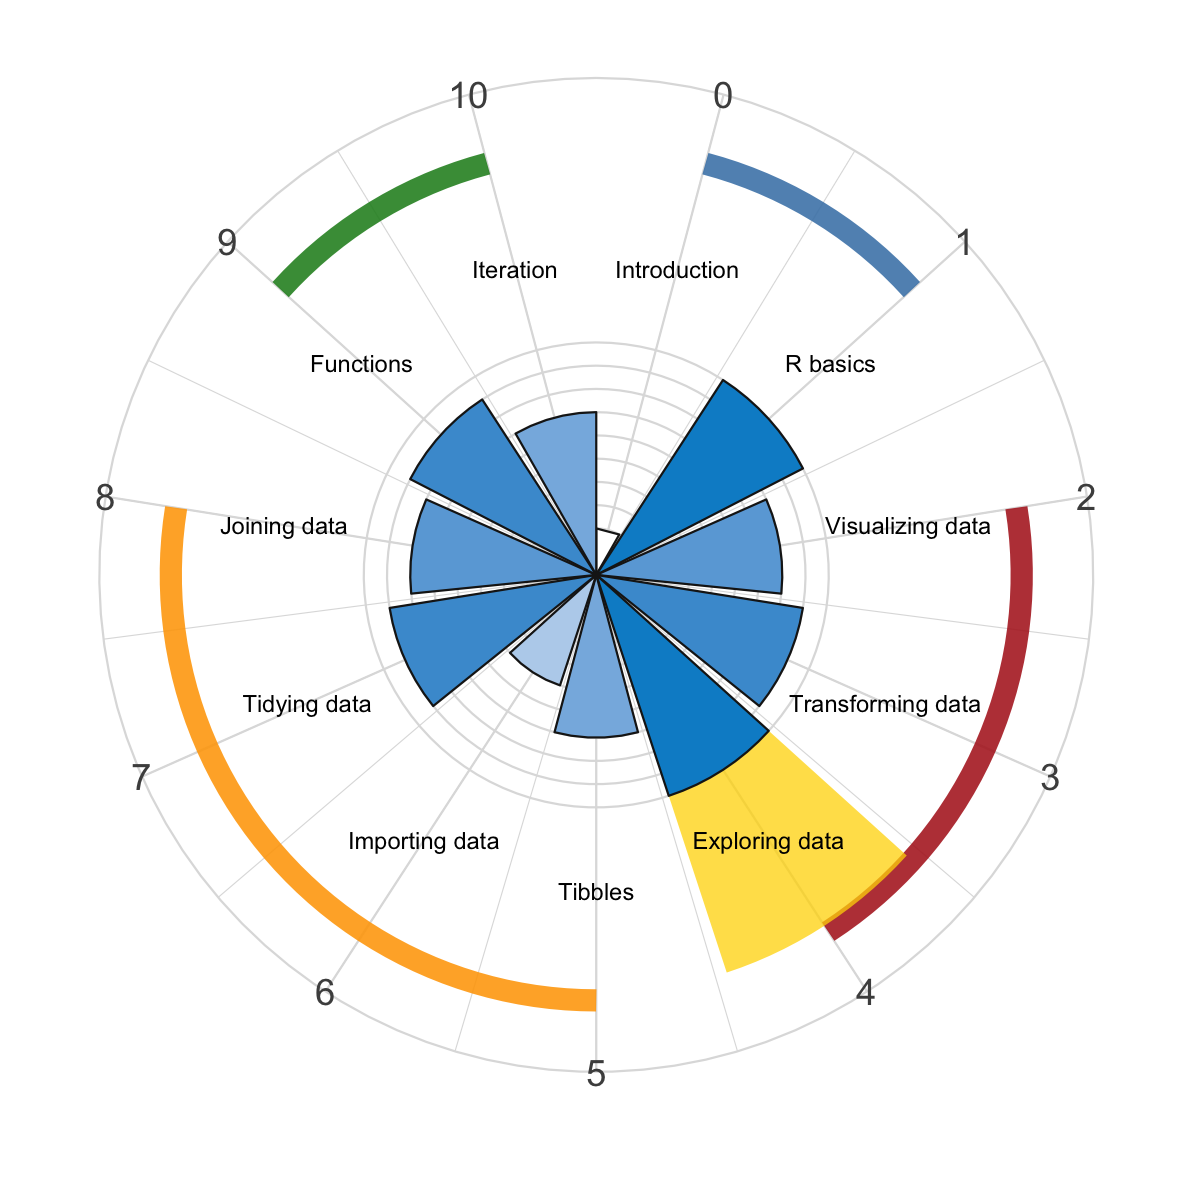 10
0
9
1
Iteration
Introduction
Functions
R basics
8
2
Joining data
Visualizing data
Tidying data
Transforming data
7
3
Importing data
Exploring data
Tibbles
6
4
5